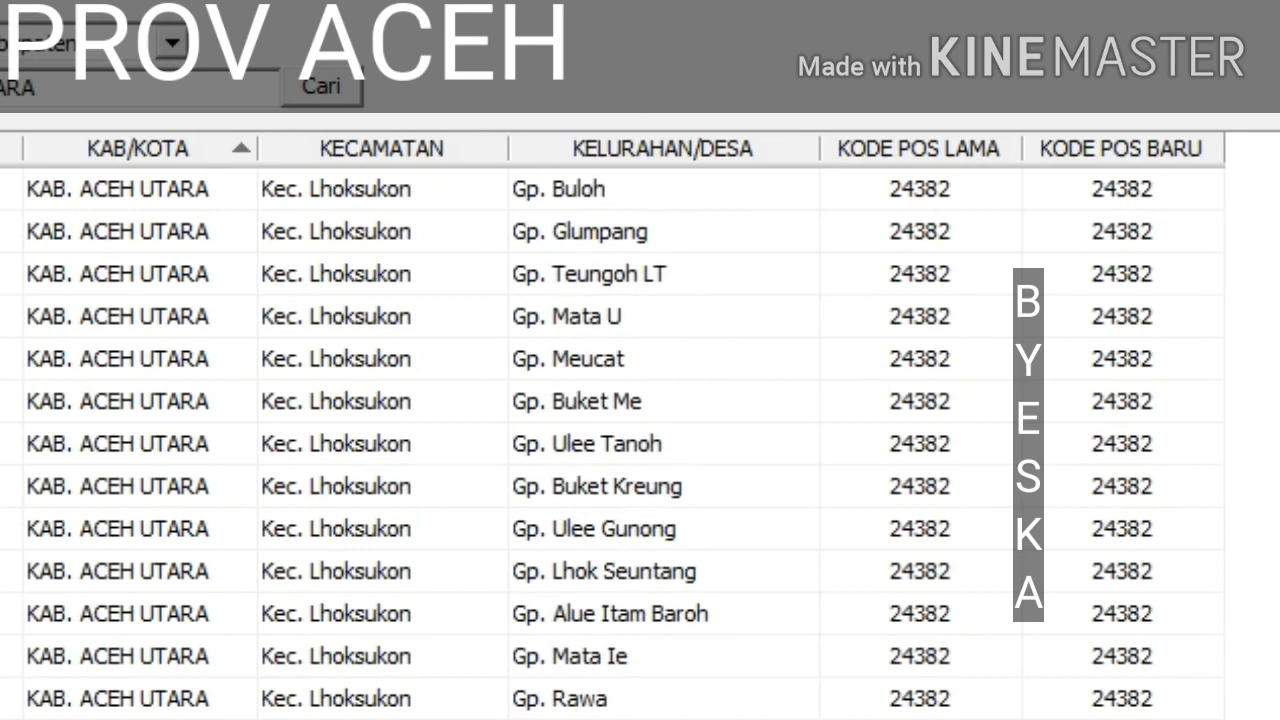 PROV ACEH
Made with KINEMASTER
Cari
KAB/KOTA KECAMATAN KELURAHAN/DESA KODE POS LAMA KODE POS BARU
KAB. ACEH UTARA Kec. Lhoksukon Gp. Buloh 24382 24382
KAB. ACEH UTARA Kec. Lhoksukon Gp. Glumpang 24382 24382
KAB. ACEH UTARA Kec. Lhoksukon Gp. Teungoh LT 24382 24382
KAB. ACEH UTARA Kec. Lhoksukon Gp. Mata U 24382 24382
KAB. ACEH UTARA Kec. Lhoksukon Gp. Meucat 24382 24382
KAB. ACEH UTARA Kec. Lhoksukon Gp. Buket Me 24382 24382
KAB. ACEH UTARA Kec. Lhoksukon Gp. Ulee Tanoh 24382 24382
KAB. ACEH UTARA Kec. Lhoksukon Gp. Buket Kreung 24382 24382
KAB. ACEH UTARA Kec. Lhoksukon Gp. Ulee Gunong 24382 24382
KAB. ACEH UTARA Kec. Lhoksukon Gp. Lhok Seuntang 24382 24382
KAB. ACEH UTARA Kec. Lhoksukon Gp. Alue Itam Baroh 24382 24382
KAB. ACEH UTARA Kec. Lhoksukon Gp. Mata Ie 24382 24382
KAB. ACEH UTARA Kec. Lhoksukon Gp. Rawa 24382 24382
BYESKA